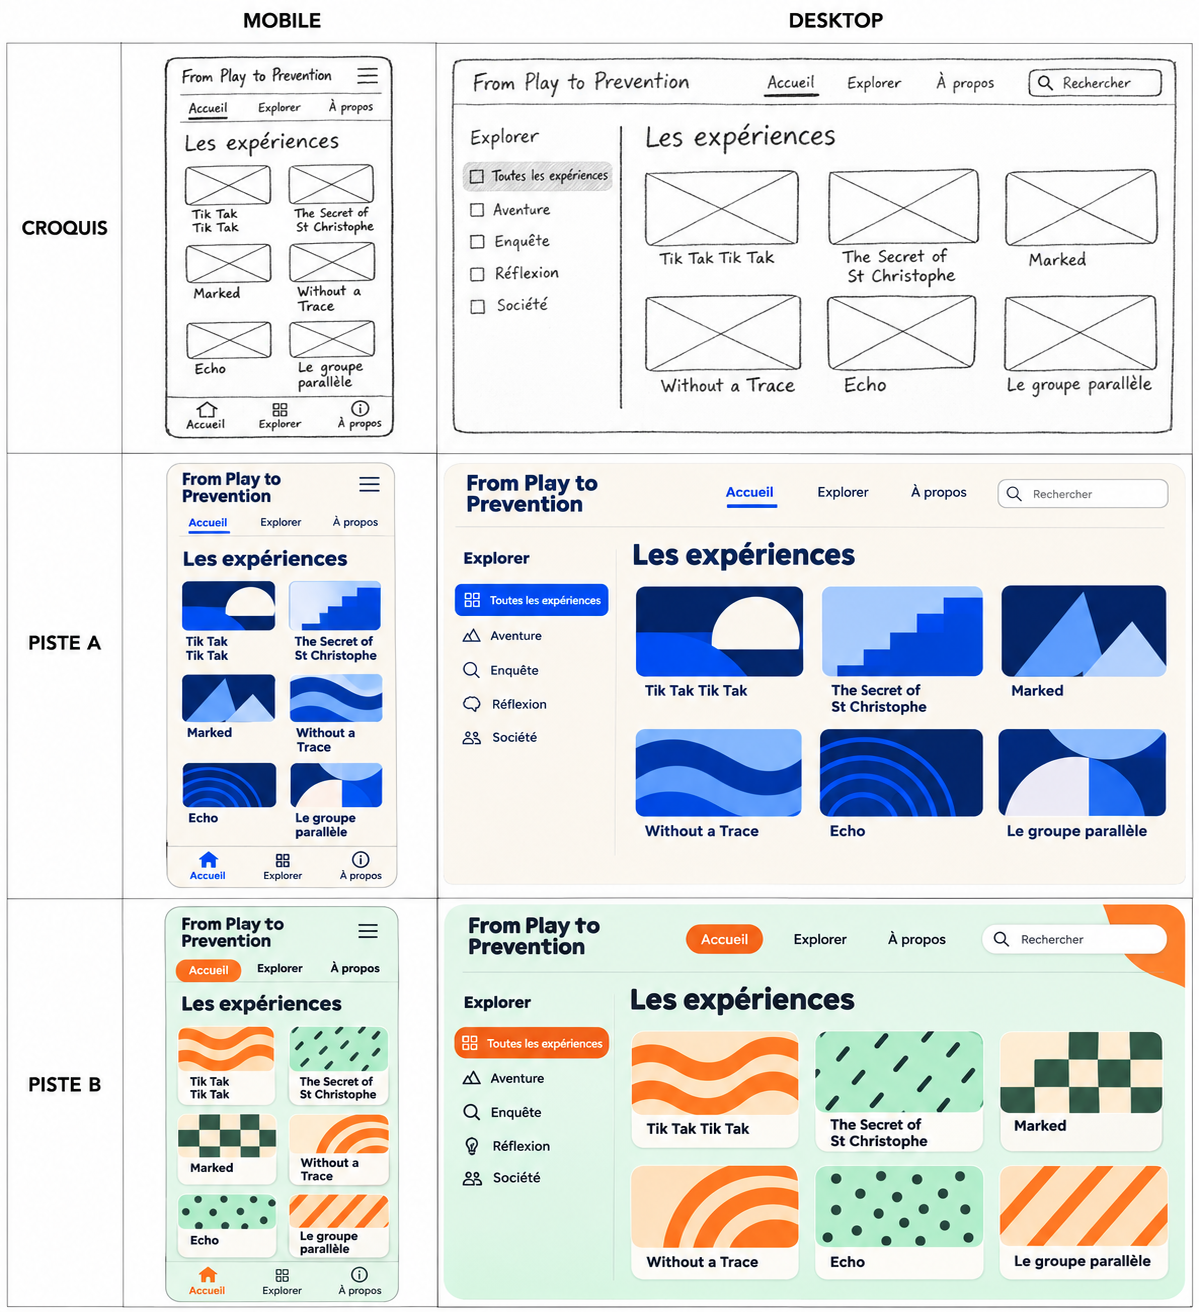 MOBILE
DESKTOP
CROQUIS
From Play to Prevention
Accueil
Explorer
À propos
Les expériences
Tik Tak
Tik Tak
The Secret of
St Christophe
Marked
Without a
Trace
Echo
Le groupe
parallèle
Accueil
Explorer
À propos
From Play to Prevention
Accueil
Explorer
À propos
Rechercher
Explorer
Toutes les expériences
Aventure
Enquête
Réflexion
Société
Les expériences
Tik Tak Tik Tak
The Secret of
St Christophe
Marked
Without a Trace
Echo
Le groupe parallèle
PISTE A
From Play to
Prevention
Accueil
Explorer
À propos
Les expériences
Tik Tak
Tik Tak
The Secret of
St Christophe
Marked
Without a
Trace
Echo
Le groupe
parallèle
Accueil
Explorer
À propos
From Play to
Prevention
Accueil
Explorer
À propos
Rechercher
Explorer
Toutes les expériences
Aventure
Enquête
Réflexion
Société
Les expériences
Tik Tak Tik Tak
The Secret of
St Christophe
Marked
Without a Trace
Echo
Le groupe parallèle
PISTE B
From Play to
Prevention
Accueil
Explorer
À propos
Les expériences
Tik Tak
Tik Tak
The Secret of
St Christophe
Marked
Without a
Trace
Echo
Le groupe
parallèle
Accueil
Explorer
À propos
From Play to
Prevention
Accueil
Explorer
À propos
Rechercher
Explorer
Toutes les expériences
Aventure
Enquête
Réflexion
Société
Les expériences
Tik Tak Tik Tak
The Secret of
St Christophe
Marked
Without a Trace
Echo
Le groupe parallèle